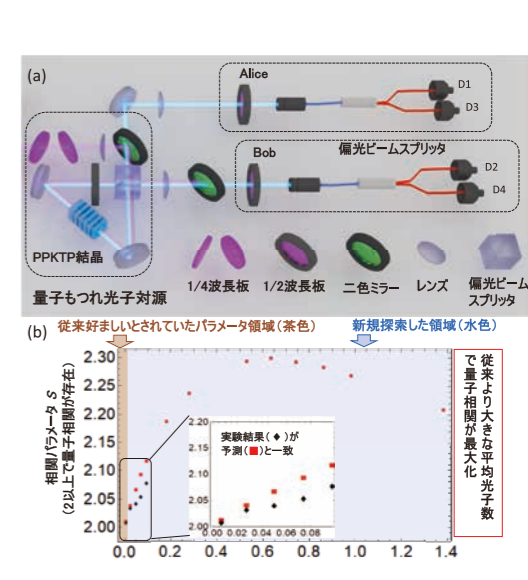 (a)
Alice
D1
D3
偏光ビームスプリッタ
Bob
D2
D4
PPKTP結晶
量子もつれ光子対源
1/4波長板
1/2波長板
二色ミラー
レンズ
偏光ビーム
スプリッタ
従来好ましいとされていたパラメータ領域（茶色）
新規探索した領域（水色）
(b)
相関パラメータ S
（2以上で量子相関が存在）
2.30
2.25
2.20
2.15
2.10
2.05
2.00
0.0
0.2
0.4
0.6
0.8
1.0
1.2
1.4
実験結果（◆）が
予測（■）と一致
2.20
2.15
2.10
2.05
2.00
0.00
0.02
0.04
0.06
0.08
従来より大きな平均光子数
で量子相関が最大化